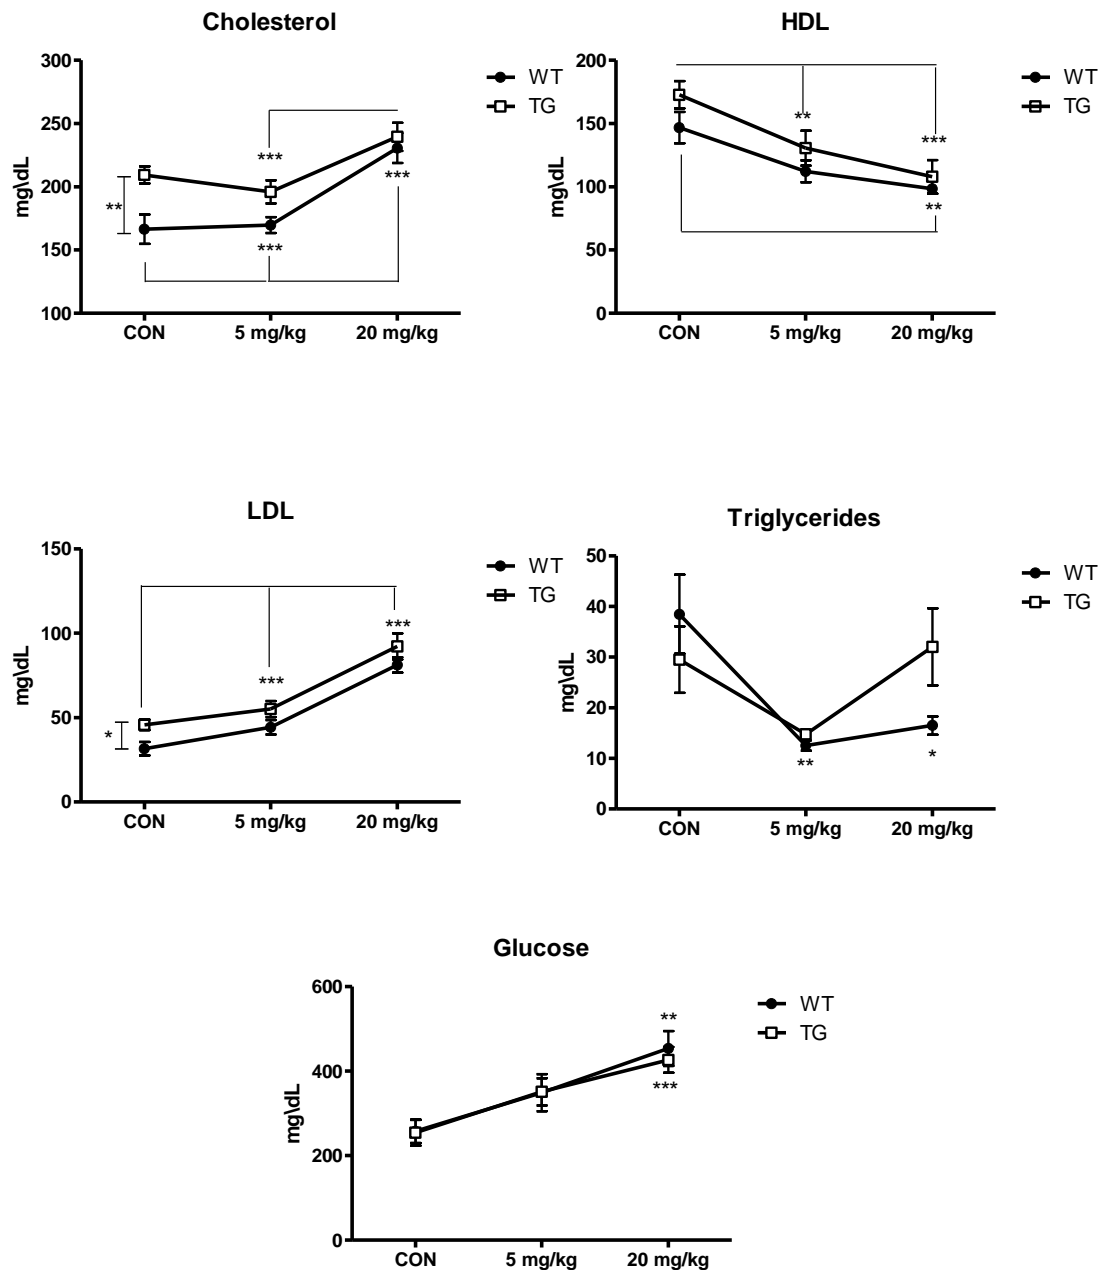 Cholesterol
300
250
200
150
100
mg\dL
WT
TG
***
***
**
***
CON
5 mg/kg
20 mg/kg
HDL
200
150
100
50
0
mg\dL
WT
TG
**
***
**
CON
5 mg/kg
20 mg/kg
LDL
150
100
50
0
mg\dL
WT
TG
***
***
*
CON
5 mg/kg
20 mg/kg
Triglycerides
50
40
30
20
10
0
mg\dL
WT
TG
**
*
CON
5 mg/kg
20 mg/kg
Glucose
600
400
200
0
mg\dL
WT
TG
**
***
CON
5 mg/kg
20 mg/kg